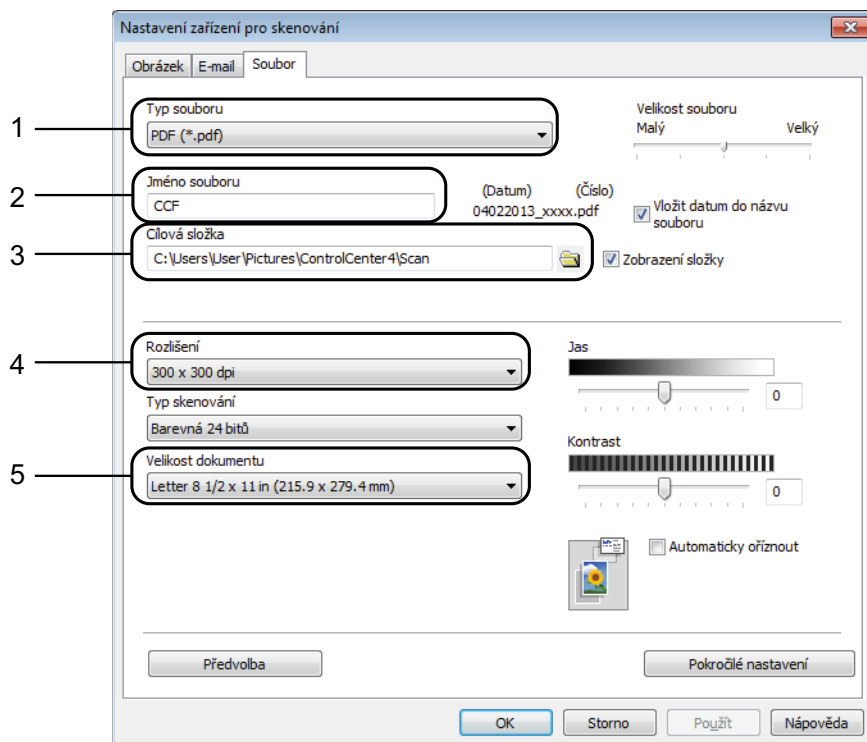 Nastavení zařízení pro skenování
Obrázek
E-mail
Soubor
1
Typ souboru
PDF (*.pdf)
Velikost souboru
Malý
Velký
2
Jméno souboru
CCF
(Datum)
(Číslo)
04022013_xxxx.pdf
Vložit datum do názvu
souboru
3
Cílová složka
C:\Users\User\Pictures\ControlCenter4\Scan
Zobrazení složky
4
Rozlišení
300 x 300 dpi
Typ skenování
Barevná 24 bitů
5
Velikost dokumentu
Letter 8 1/2 x 11 in (215.9 x 279.4 mm)
Jas
0
Kontrast
0
Automaticky oříznout
Předvolba
Pokročilé nastavení
OK
Storno
Použít
Nápověda